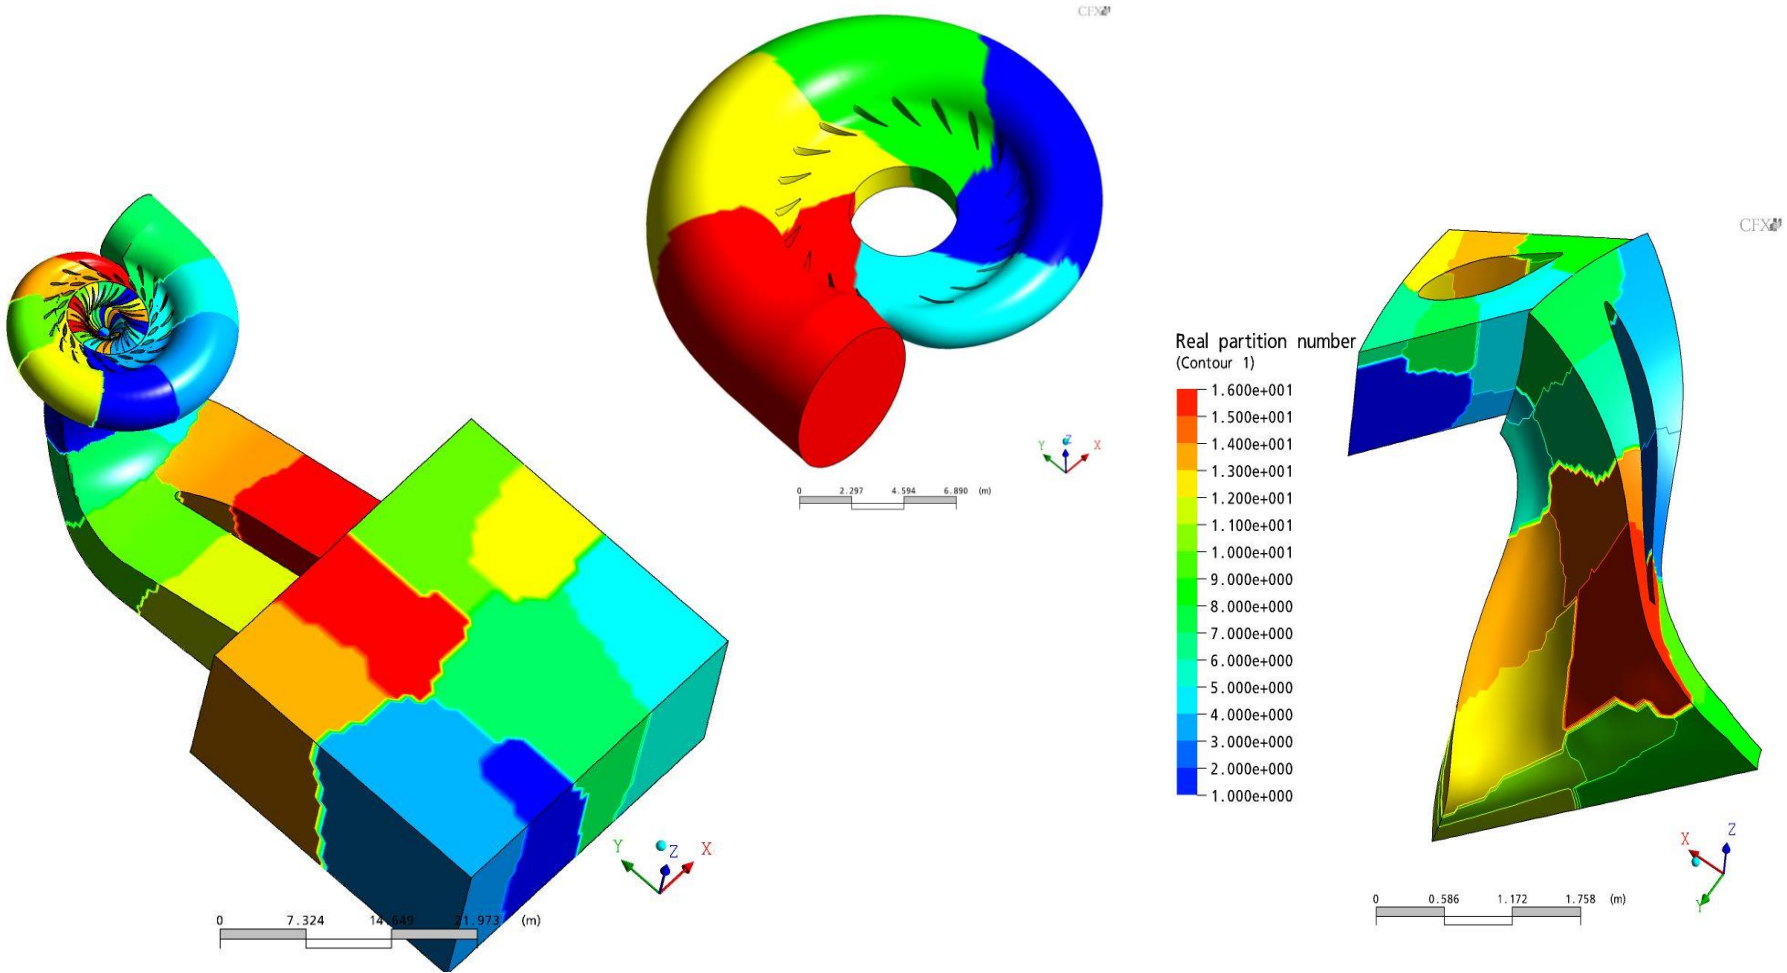 CFX
Y Z X
0 2.297 4.594 6.890 (m)
CFX
Real partition number
(Contour 1)
1.600e+001
1.500e+001
1.400e+001
1.300e+001
1.200e+001
1.100e+001
1.000e+001
9.000e+000
8.000e+000
7.000e+000
6.000e+000
5.000e+000
4.000e+000
3.000e+000
2.000e+000
1.000e+000
Y Z X
0 7.324 14.649 21.973 (m)
X Z
Y
0 0.586 1.172 1.758 (m)